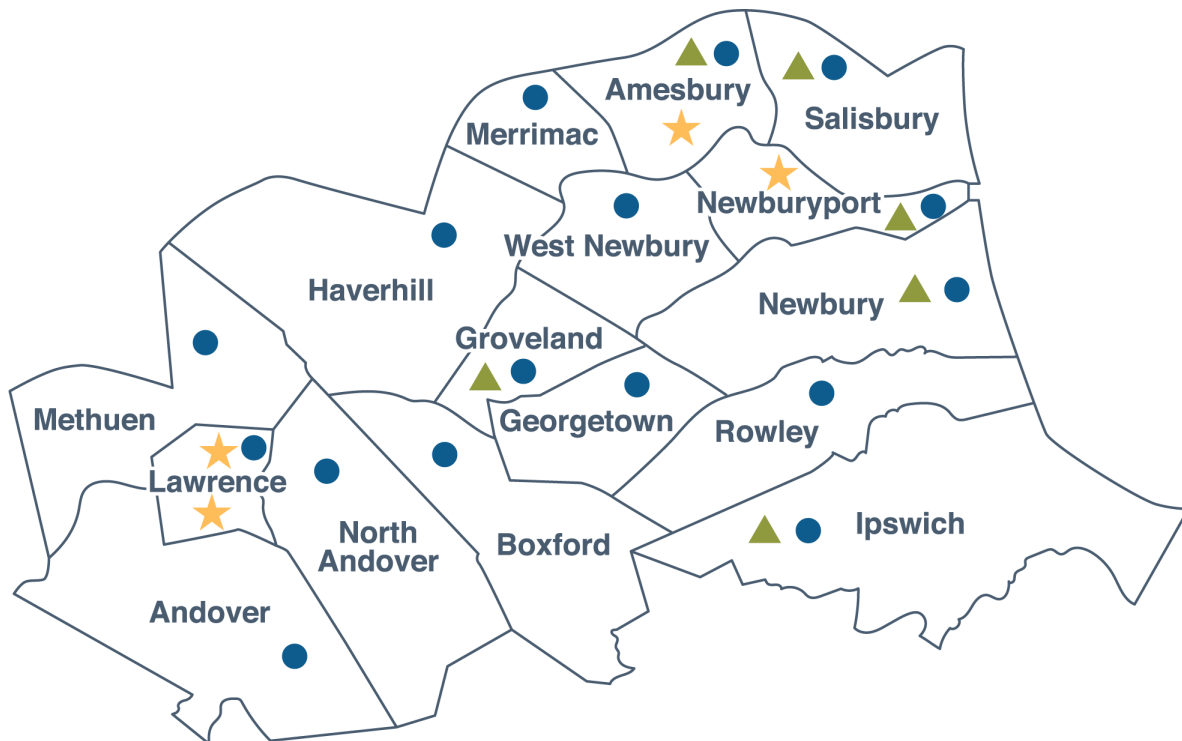 Amesbury
Salisbury
Merrimac
Newburyport
West Newbury
Haverhill
Newbury
Groveland
Methuen
Georgetown
Rowley
Lawrence
Ipswich
North
Andover
Boxford
Andover